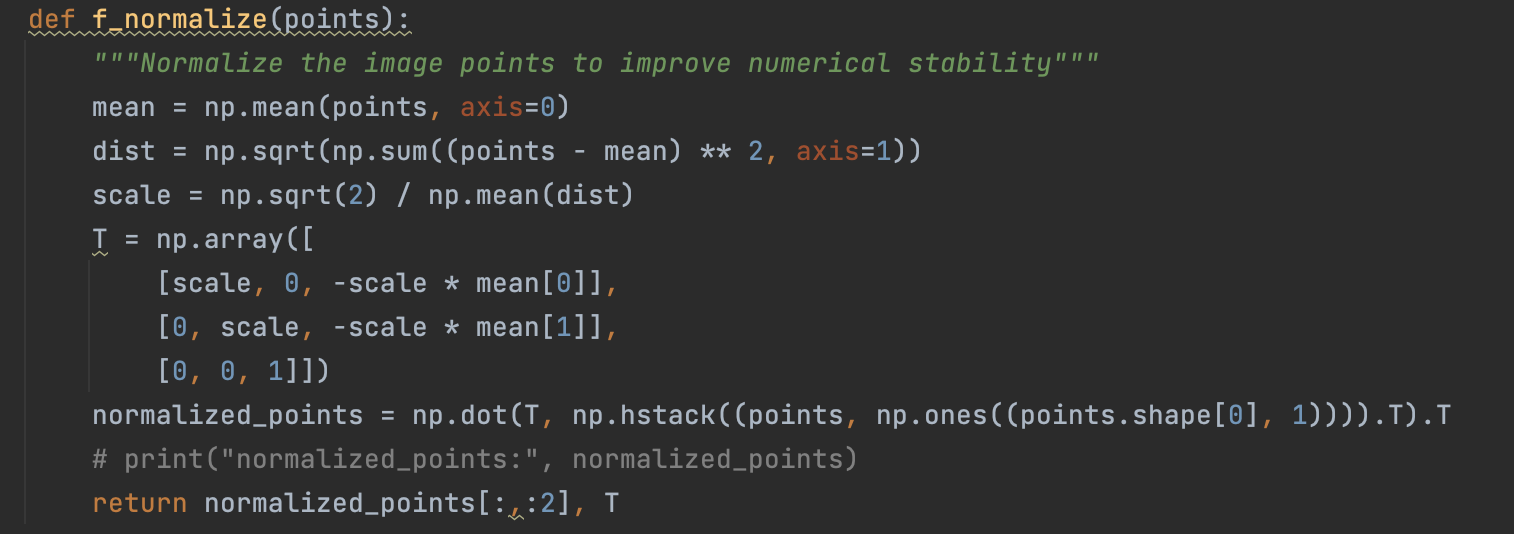 def f_normalize(points):
    """Normalize the image points to improve numerical stability"""
    mean = np.mean(points, axis=0)
    dist = np.sqrt(np.sum((points - mean) ** 2, axis=1))
    scale = np.sqrt(2) / np.mean(dist)
    T = np.array([
        [scale, 0, -scale * mean[0]],
        [0, scale, -scale * mean[1]],
        [0, 0, 1]])
    normalized_points = np.dot(T, np.hstack((points, np.ones((points.shape[0], 1)))).T).T
    # print("normalized_points:", normalized_points)
    return normalized_points[:,:2], T